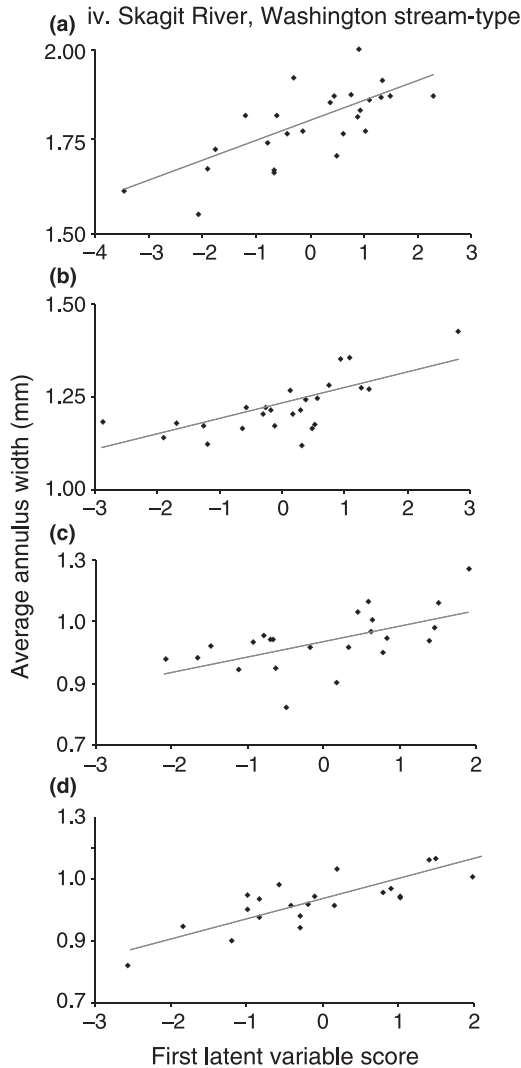 (a) iv. Skagit River, Washington stream-type
2.00
1.75
1.50
−4 −3 −2 −1 0 1 2 3
(b)
1.50
1.25
1.00
−3 −2 −1 0 1 2 3
Average annulus width (mm)
(c)
1.3
1.0
0.9
0.7
−3 −2 −1 0 1 2
(d)
1.3
1.0
0.9
0.7
−3 −2 −1 0 1 2
First latent variable score